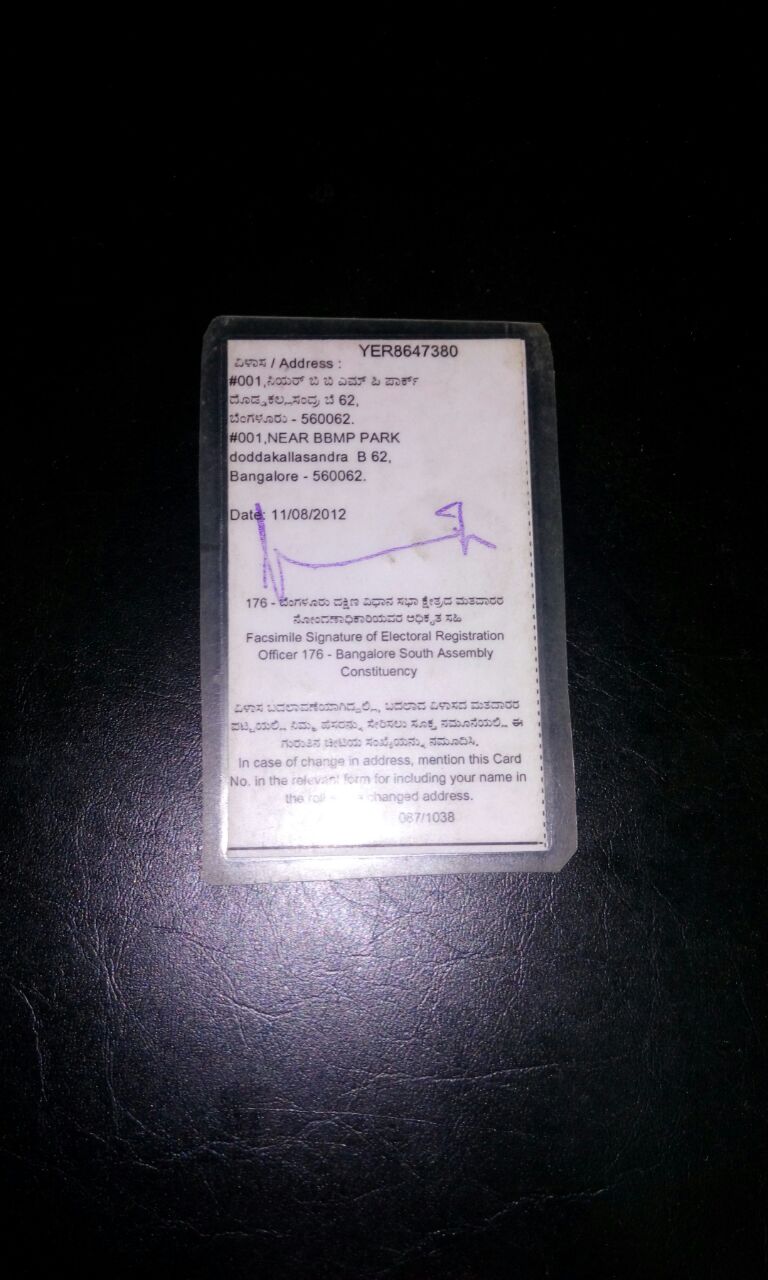 YER8647380
ವಿಳಾಸ / Address :
#001,ನಿಯರ್ ಬಿ ಬಿ ಎಮ್ ಪಿ ಪಾರ್ಕ್
ದೊಡ್ಡಕಲ್ಲಸಂದ್ರ ಬಿ 62,
ಬೆಂಗಳೂರು - 560062.
#001,NEAR BBMP PARK
doddakallasandra B 62,
Bangalore - 560062.
Date: 11/08/2012
176 - ಬೆಂಗಳೂರು ದಕ್ಷಿಣ ವಿಧಾನ ಸಭಾ ಕ್ಷೇತ್ರದ ಮತದಾರರ
ನೋಂದಣಾಧಿಕಾರಿಯವರ ಅಧಿಕೃತ ಸಹಿ
Facsimile Signature of Electoral Registration
Officer 176 - Bangalore South Assembly
Constituency
ವಿಳಾಸ ಬದಲಾವಣೆಯಾಗಿದ್ದಲ್ಲಿ, ಬದಲಾದ ವಿಳಾಸದ ಮತದಾರರ
ಪಟ್ಟಿಯಲ್ಲಿ ನಿಮ್ಮ ಹೆಸರನ್ನು ಸೇರಿಸಲು ಸೂಕ್ತ ನಮೂನೆಯಲ್ಲಿ ಈ
ಗುರುತಿನ ಚೀಟಿಯ ಸಂಖ್ಯೆಯನ್ನು ನಮೂದಿಸಿ.
In case of change in address, mention this Card
No. in the relevant form for including your name in
the roll changed address.
087/1038